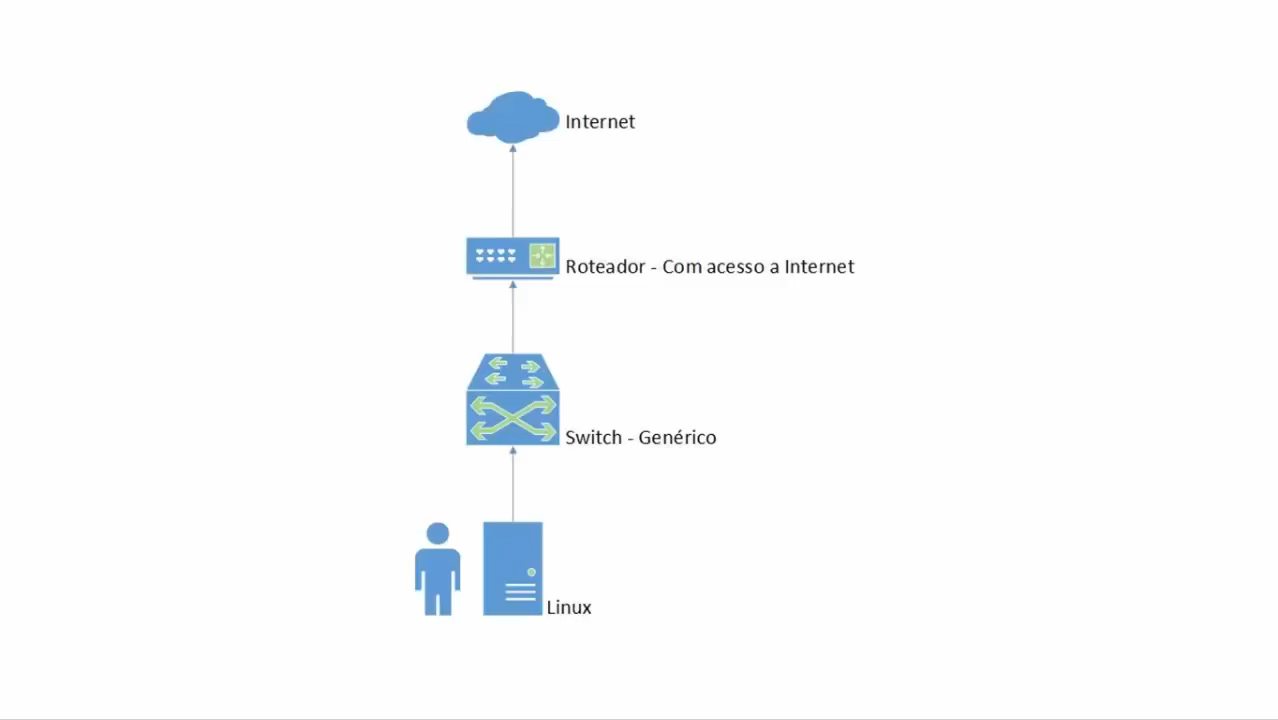 Internet
Roteador - Com acesso a Internet
Switch - Genérico
Linux